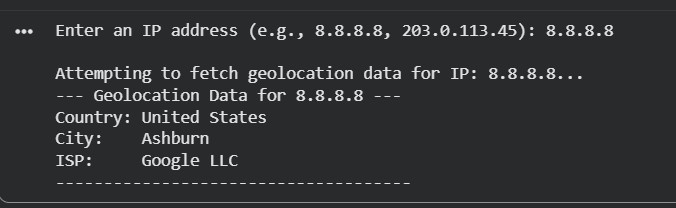 Enter an IP address (e.g., 8.8.8.8, 203.0.113.45): 8.8.8.8
Attempting to fetch geolocation data for IP: 8.8.8.8...
--- Geolocation Data for 8.8.8.8 ---
Country: United States
City:    Ashburn
ISP:     Google LLC
-------------------------------------